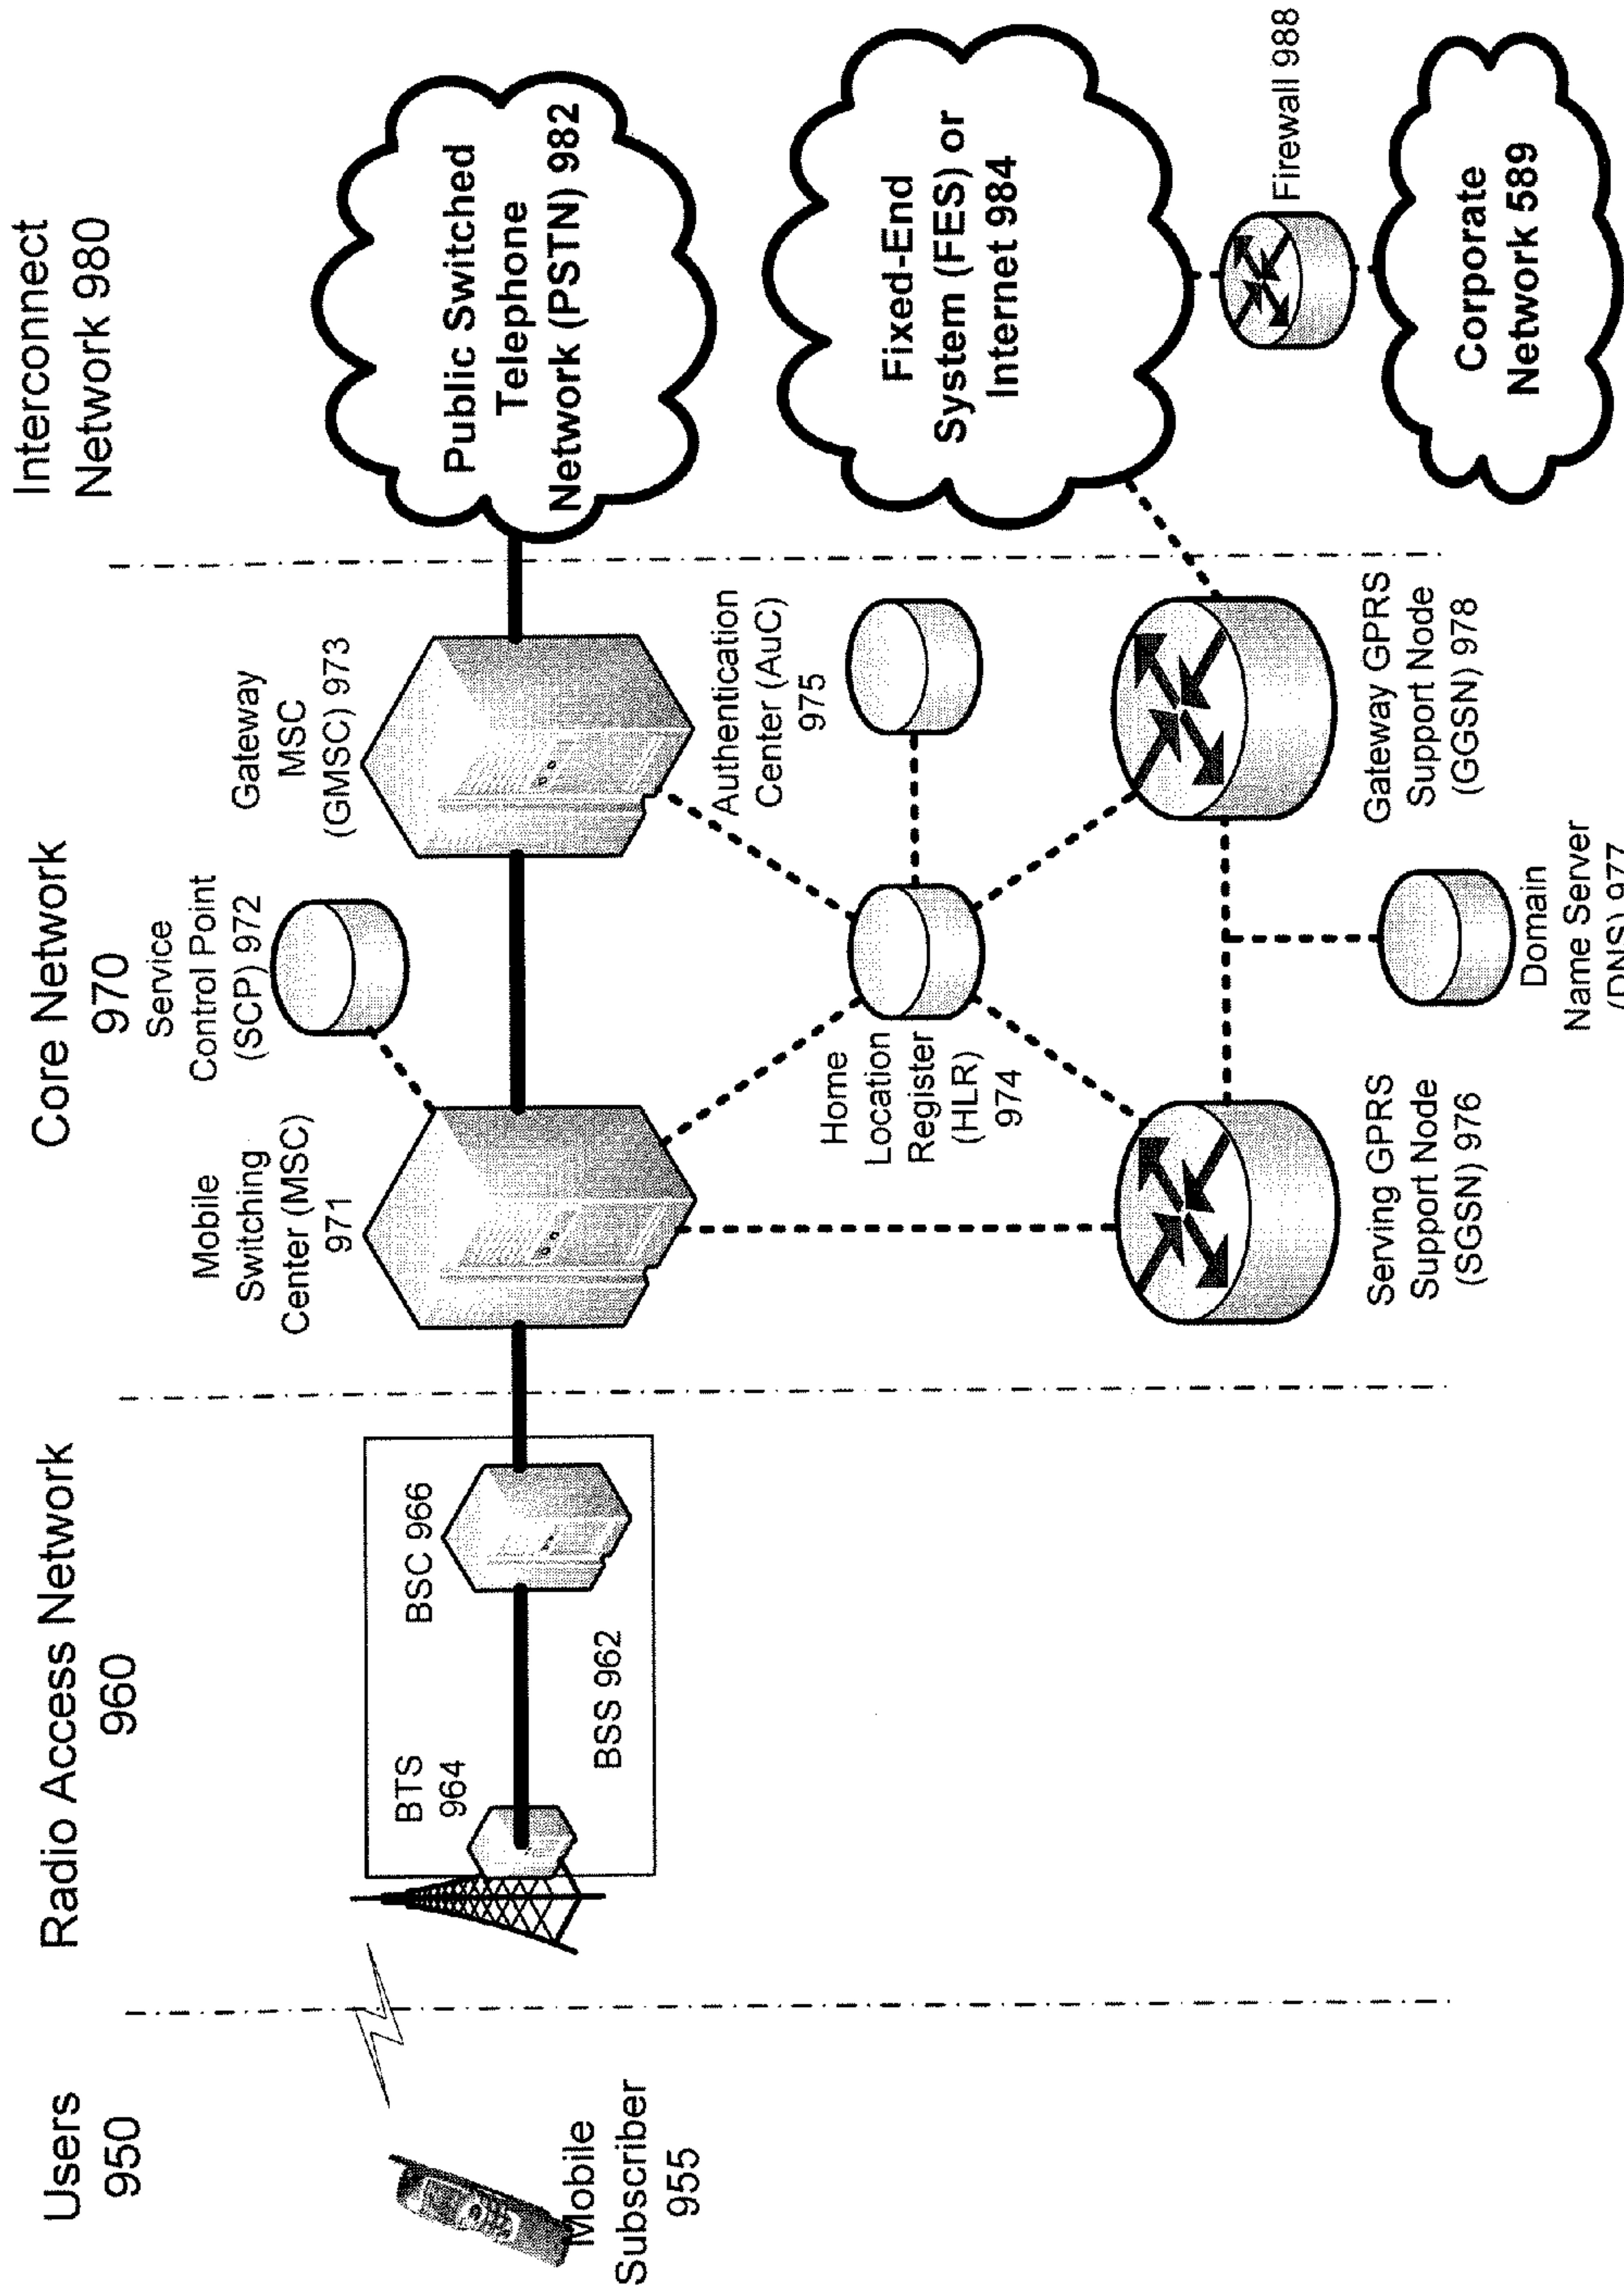 Users
950
Radio Access Network
960
Core Network
970
Interconnect
Network 980
Mobile
Subscriber
955
BTS
964
BSC 966
BSS 962
Mobile
Switching
Center (MSC)
971
Service
Control Point
(SCP) 972
Gateway
MSC
(GMSC) 973
Public Switched
Telephone
Network (PSTN) 982
Home
Location
Register
(HLR)
974
Authentication
Center (AuC)
975
Fixed-End
System (FES) or
Internet 984
Serving GPRS
Support Node
(SGSN) 976
Gateway GPRS
Support Node
(GGSN) 978
Firewall 988
Domain
Name Server
(DNS) 977
Corporate
Network 589